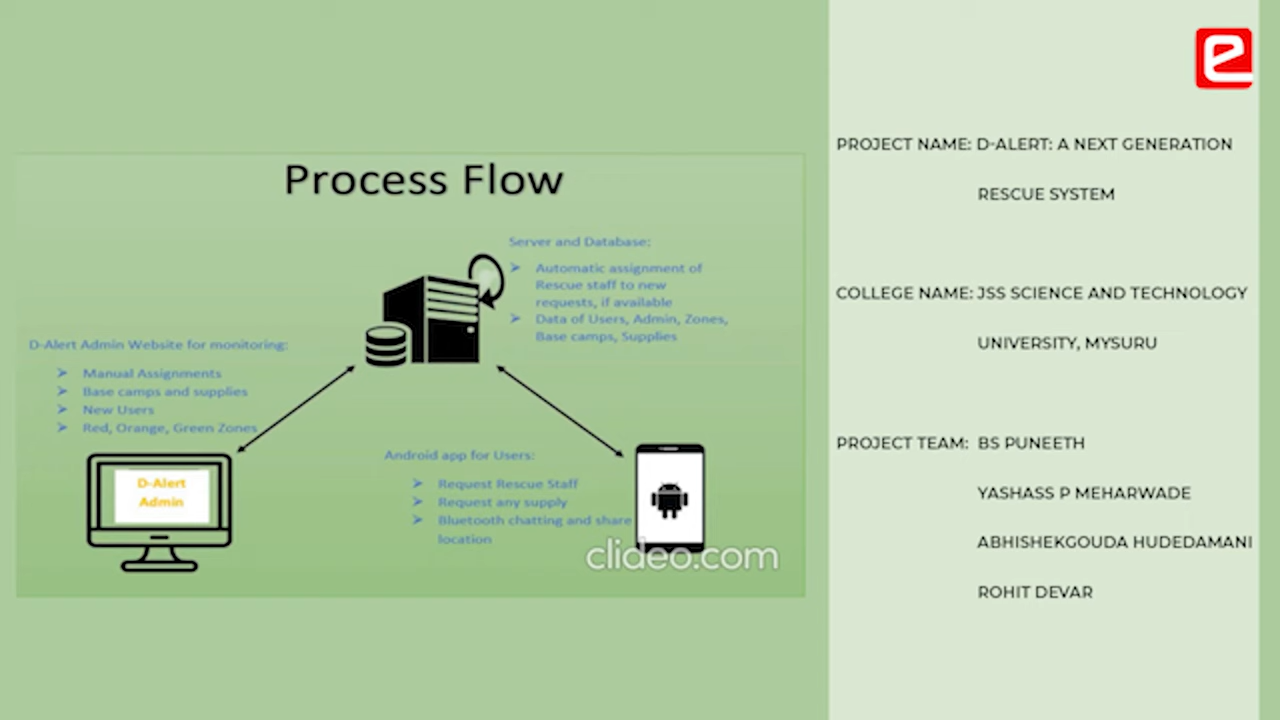 Process Flow
Server and Database:
➤ Automatic assignment of
Rescue staff to new
requests, if available
➤ Data of Users, Admin, Zones,
Base camps, Supplies
D-Alert Admin Website for monitoring:
➤ Manual Assignments
➤ Base camps and supplies
➤ New Users
➤ Red, Orange, Green Zones
D-Alert
Admin
Android app for Users:
➤ Request Rescue Staff
➤ Request any supply
➤ Bluetooth chatting and share
location
clideo.com
e
PROJECT NAME: D-ALERT: A NEXT GENERATION
RESCUE SYSTEM
COLLEGE NAME: JSS SCIENCE AND TECHNOLOGY
UNIVERSITY, MYSURU
PROJECT TEAM: BS PUNEETH
YASHASS P MEHARWADE
ABHISHEKGOUDA HUDEDAMANI
ROHIT DEVAR